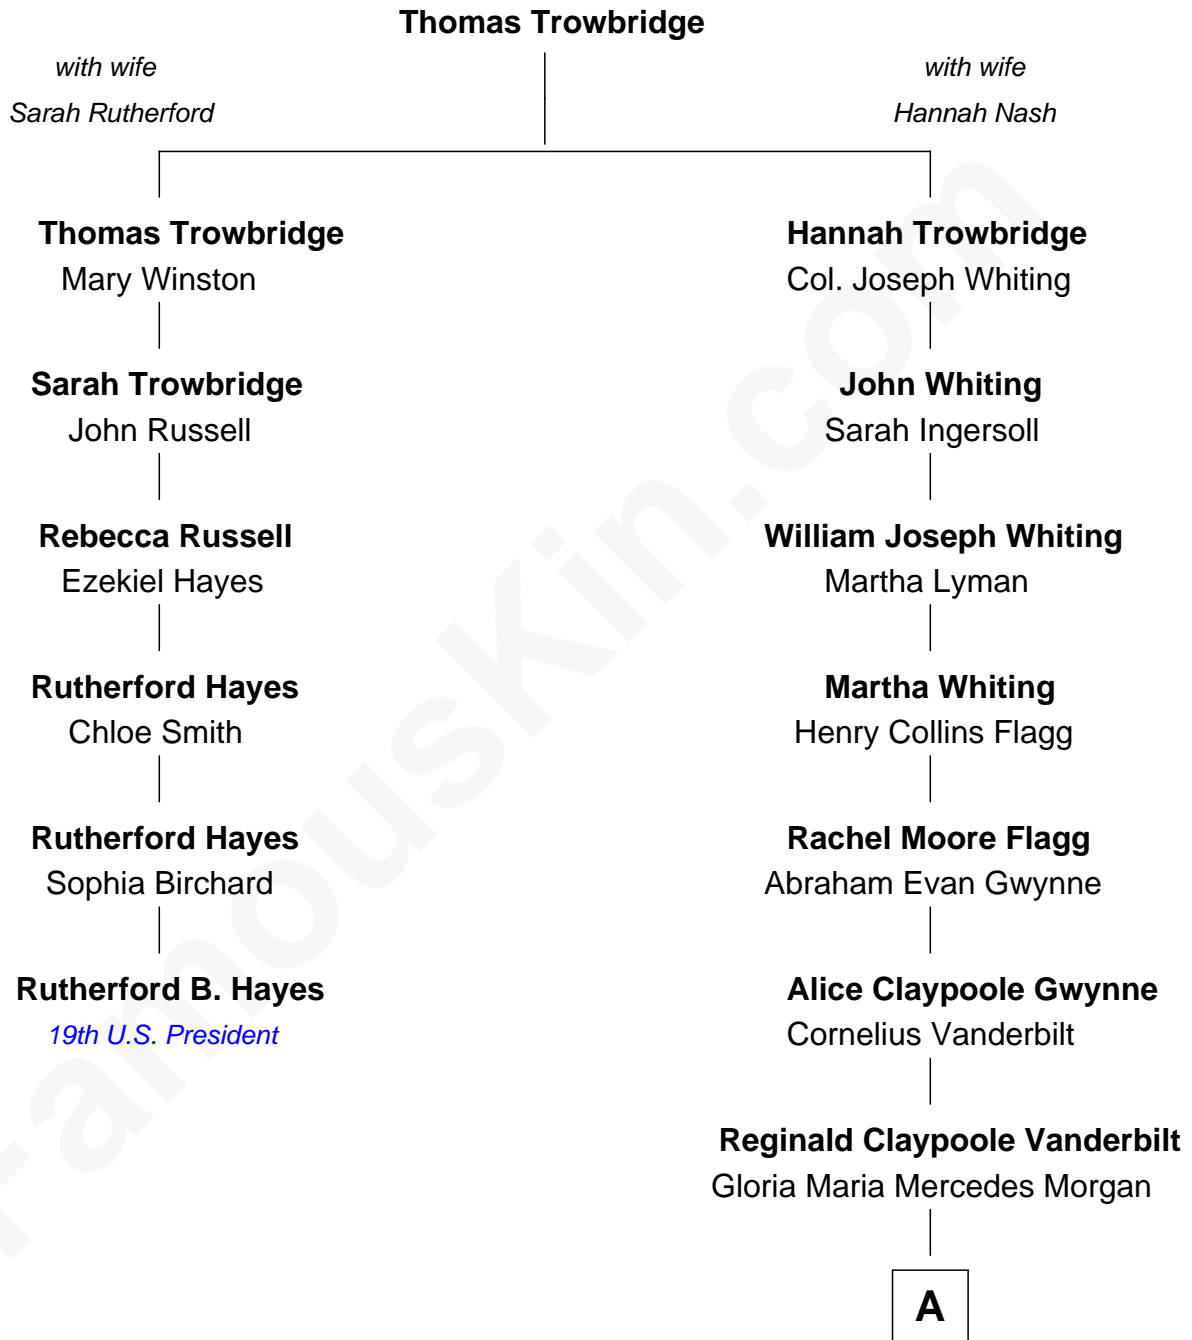 Thomas Trowbridge
with wife
Sarah Rutherford
with wife
Hannah Nash
Thomas Trowbridge
Mary Winston
Hannah Trowbridge
Col. Joseph Whiting
Sarah Trowbridge
John Russell
John Whiting
Sarah Ingersoll
Rebecca Russell
Ezekiel Hayes
William Joseph Whiting
Martha Lyman
Rutherford Hayes
Chloe Smith
Martha Whiting
Henry Collins Flagg
Rutherford Hayes
Sophia Birchard
Rachel Moore Flagg
Abraham Evan Gwynne
Rutherford B. Hayes
19th U.S. President
Alice Claypoole Gwynne
Cornelius Vanderbilt
Reginald Claypoole Vanderbilt
Gloria Maria Mercedes Morgan
A
FamousKin.com